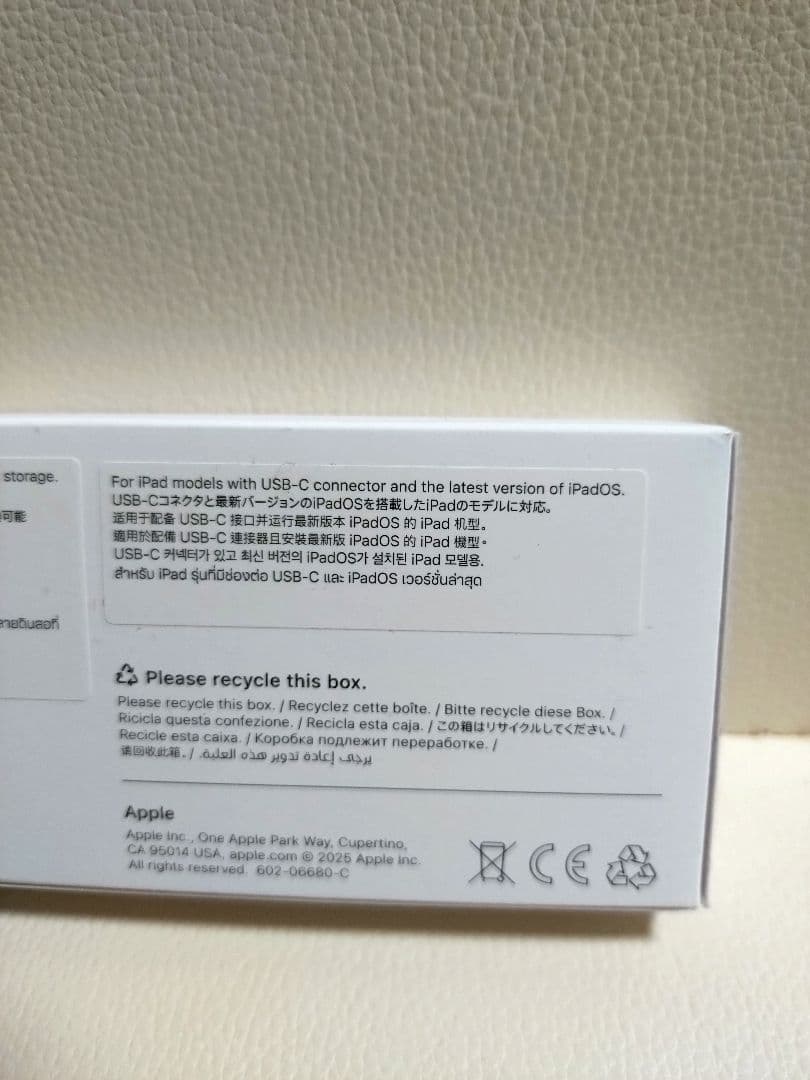 storage.
可能
ลายดินสอที่
For iPad models with USB-C connector and the latest version of iPadOS.
USB-Cコネクタと最新バージョンのiPadOSを搭載したiPadのモデルに対応。
适用于配备 USB-C 接口并运行最新版本 iPadOS 的 iPad 机型。
適用於配備 USB-C 連接器且安裝最新版 iPadOS 的 iPad 機型。
USB-C 커넥터가 있고 최신 버전의 iPadOS가 설치된 iPad 모델용.
สำหรับ iPad รุ่นที่มีช่องต่อ USB-C และ iPadOS เวอร์ชั่นล่าสุด
Please recycle this box.
Please recycle this box. / Recyclez cette boîte. / Bitte recycle diese Box. /
Ricicla questa confezione. / Recicla esta caja. / この箱はリサイクルしてください。/
Recicle esta caixa. / Коробка подлежит переработке. /
请回收此箱。/ يرجى إعادة تدوير هذه العلبة.
Apple
Apple Inc., One Apple Park Way, Cupertino,
CA 95014 USA. apple.com © 2025 Apple Inc.
All rights reserved. 602-06680-C
CE